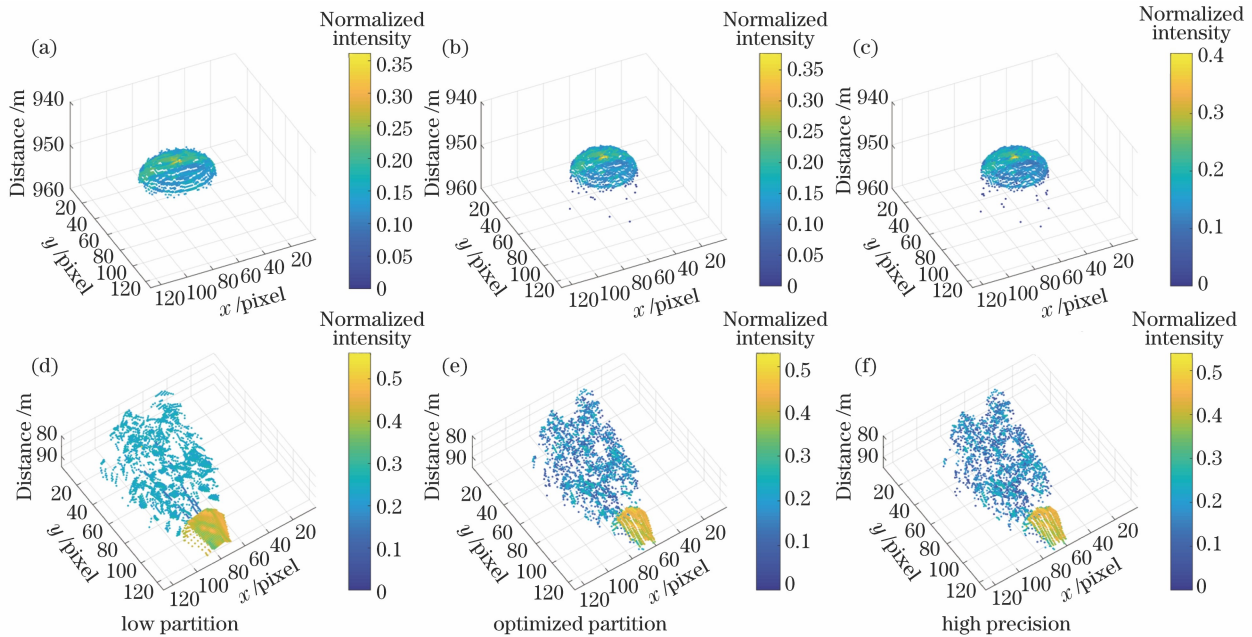 (a)
Normalized
intensity
0.35
0.30
0.25
0.20
0.15
0.10
0.05
0
Distance /m
940
950
960
20
40
60
80
100
120
y /pixel
120 100 80 60 40 20
x /pixel
(b)
Normalized
intensity
0.35
0.30
0.25
0.20
0.15
0.10
0.05
0
Distance /m
940
950
960
20
40
60
80
100
120
y /pixel
120 100 80 60 40 20
x /pixel
(c)
Normalized
intensity
0.4
0.3
0.2
0.1
0
Distance /m
940
950
960
20
40
60
80
100
120
y /pixel
120 100 80 60 40 20
x /pixel
(d)
Normalized
intensity
0.5
0.4
0.3
0.2
0.1
0
Distance /m
80
90
20
40
60
80
100
120
y /pixel
120 100 80 60 40 20
x /pixel
low partition
(e)
Normalized
intensity
0.5
0.4
0.3
0.2
0.1
0
Distance /m
80
90
20
40
60
80
100
120
y /pixel
120 100 80 60 40 20
x /pixel
optimized partition
(f)
Normalized
intensity
0.5
0.4
0.3
0.2
0.1
0
Distance /m
80
90
20
40
60
80
100
120
y /pixel
120 100 80 60 40 20
x /pixel
high precision